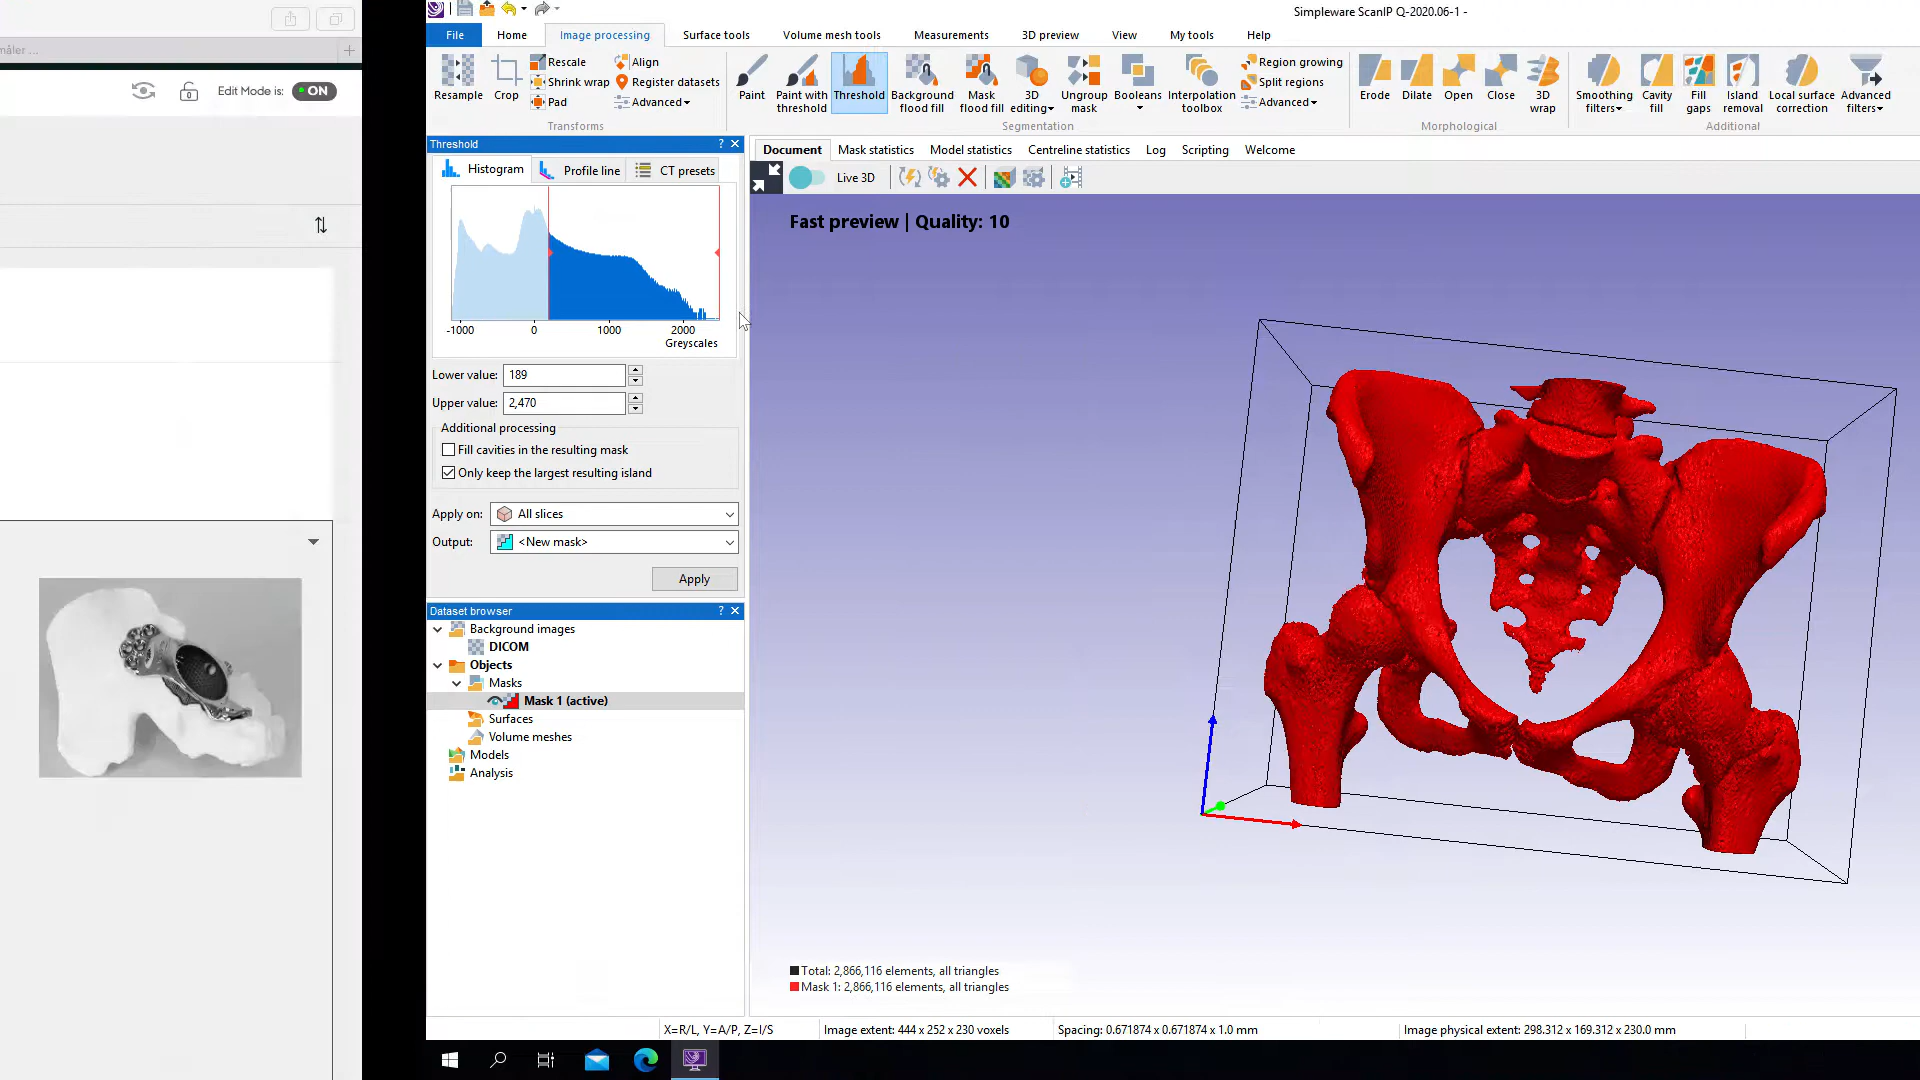 måler ...
Edit Mode is:
ON
Simpleware ScanIP Q-2020.06-1 -
File
Home
Image processing
Surface tools
Volume mesh tools
Measurements
3D preview
View
My tools
Help
Resample
Crop
Rescale
Shrink wrap
Pad
Align
Register datasets
Advanced
Transforms
Paint
Paint with threshold
Threshold
Background flood fill
Mask flood fill
3D editing
Ungroup mask
Booleans
Interpolation toolbox
Region growing
Split regions
Advanced
Segmentation
Erode
Dilate
Open
Close
3D wrap
Morphological
Smoothing filters
Cavity fill
Fill gaps
Island removal
Local surface correction
Advanced filters
Additional
Threshold
?
Histogram
Profile line
CT presets
-1000
0
1000
2000
Greyscales
Lower value: 189
Upper value: 2,470
Additional processing
Fill cavities in the resulting mask
Only keep the largest resulting island
Apply on: All slices
Output: <New mask>
Apply
Dataset browser
?
Background images
DICOM
Objects
Masks
Mask 1 (active)
Surfaces
Volume meshes
Models
Analysis
Document
Mask statistics
Model statistics
Centreline statistics
Log
Scripting
Welcome
Live 3D
Fast preview | Quality: 10
Total: 2,866,116 elements, all triangles
Mask 1: 2,866,116 elements, all triangles
X=R/L, Y=A/P, Z=I/S
Image extent: 444 x 252 x 230 voxels
Spacing: 0.671874 x 0.671874 x 1.0 mm
Image physical extent: 298.312 x 169.312 x 230.0 mm